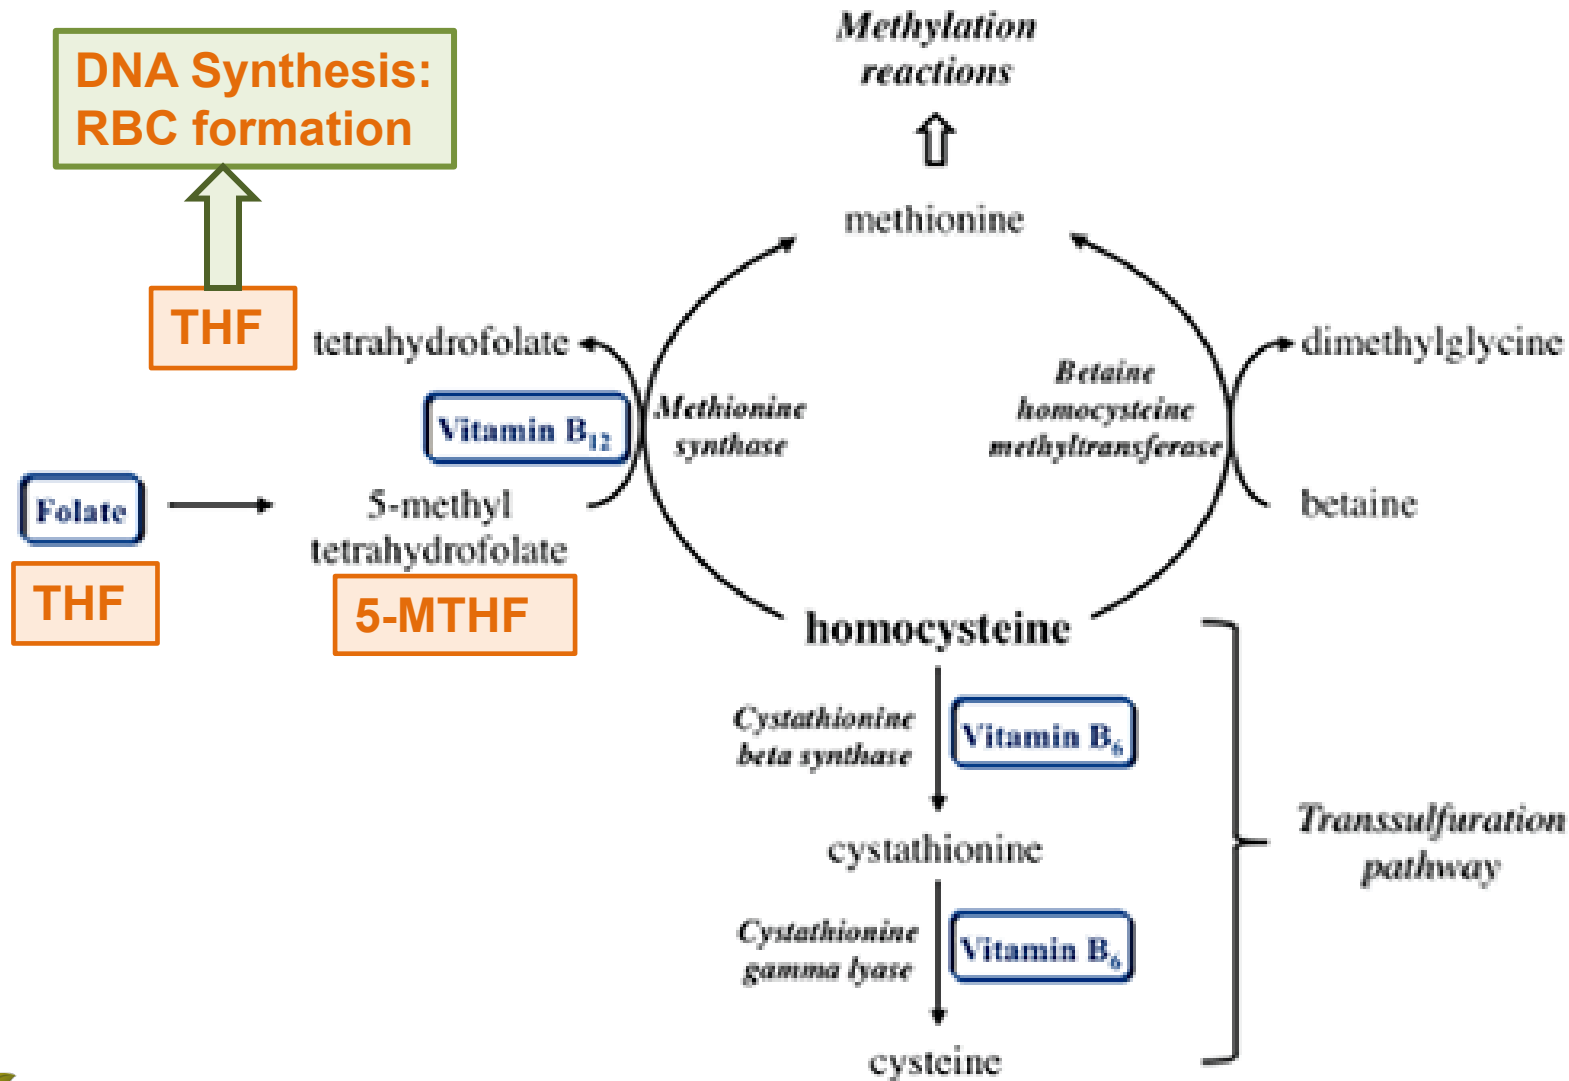 DNA Synthesis:
RBC formation
Methylation
reactions
methionine
THF
tetrahydrofolate
dimethylglycine
Vitamin B12
Methionine
synthase
Betaine
homocysteine
methyltransferase
Folate
5-methyl
tetrahydrofolate
betaine
THF
5-MTHF
homocysteine
Cystathionine
beta synthase
Vitamin B6
cystathionine
Transsulfuration
pathway
Cystathionine
gamma lyase
Vitamin B6
cysteine